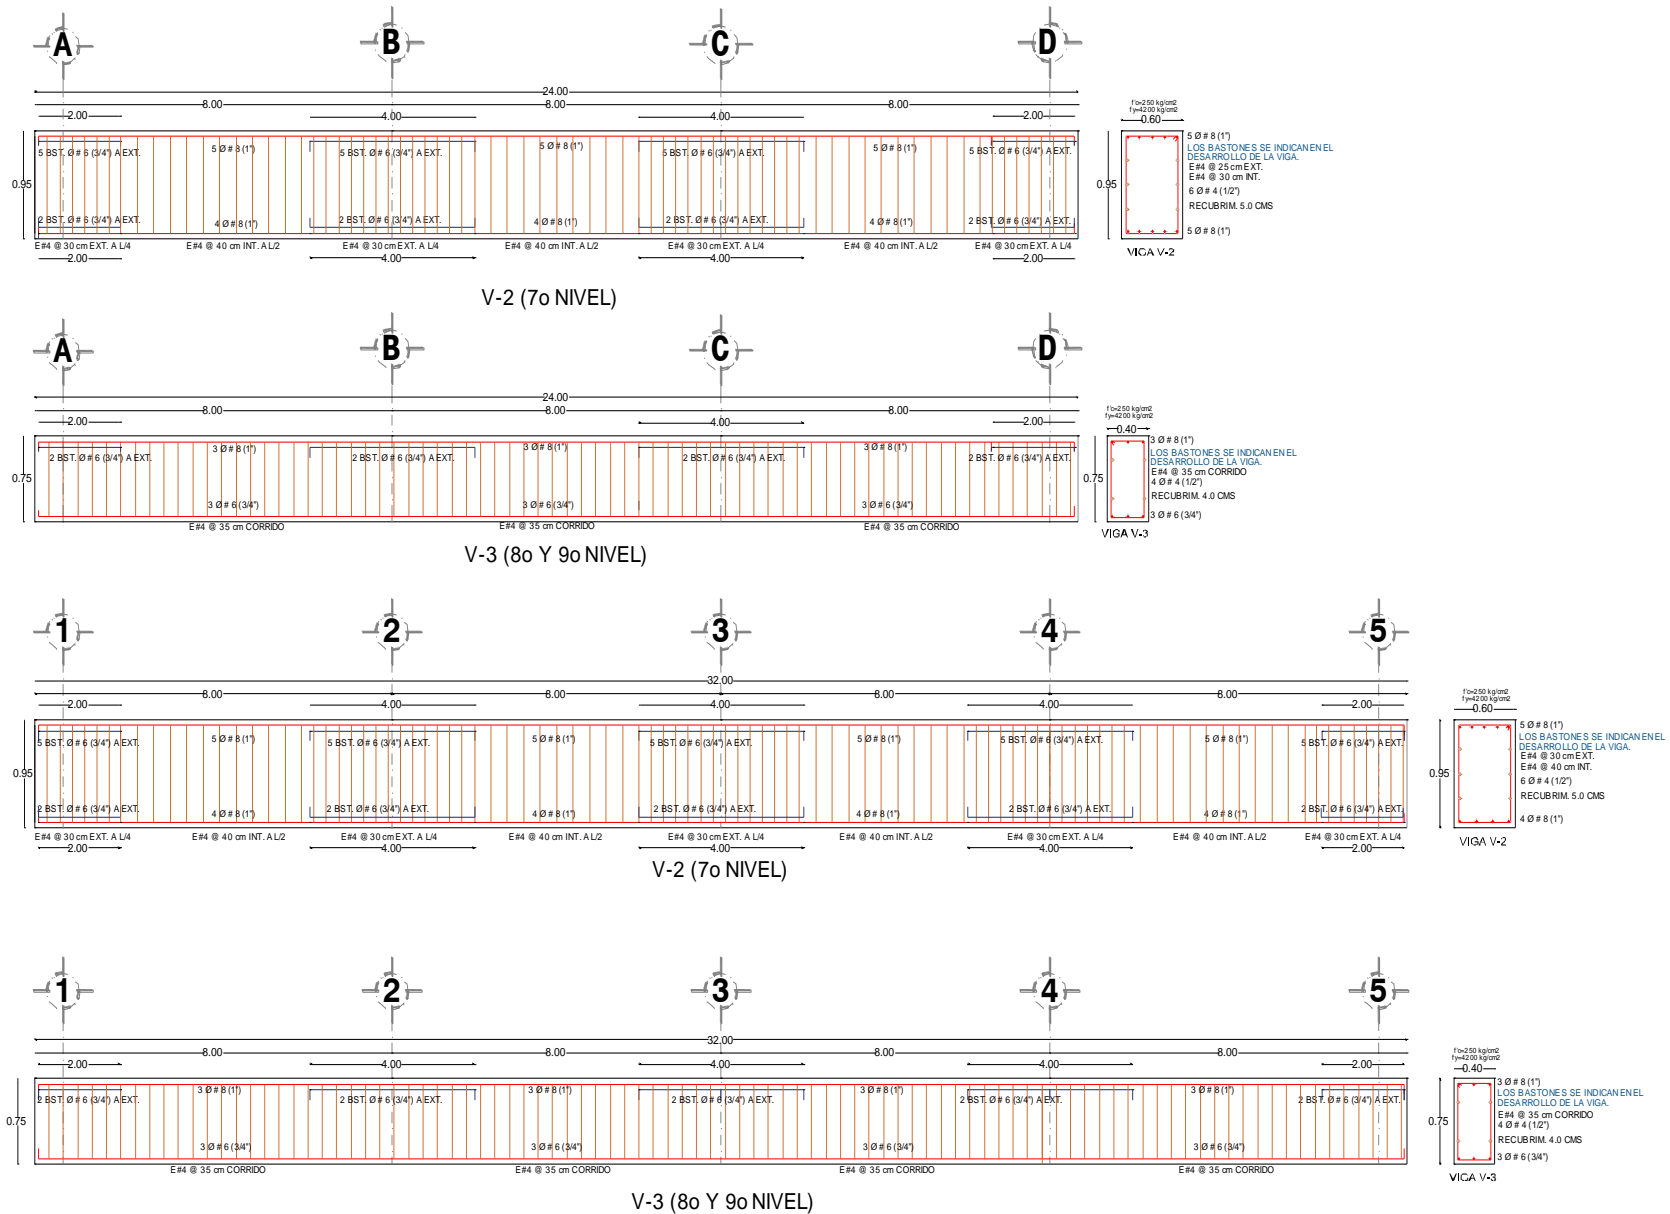 A B C D
24.00
8.00 8.00 8.00
2.00 4.00 4.00 2.00
5 BST. Ø # 6 (3/4") A EXT. 5 Ø # 8 (1") 5 BST. Ø # 6 (3/4") A EXT. 5 Ø # 8 (1") 5 BST. Ø # 6 (3/4") A EXT. 5 Ø # 8 (1") 5 BST. Ø # 6 (3/4") A EXT.
0.95
2 BST. Ø # 6 (3/4") A EXT. 4 Ø # 8 (1") 2 BST. Ø # 6 (3/4") A EXT. 4 Ø # 8 (1") 2 BST. Ø # 6 (3/4") A EXT. 4 Ø # 8 (1") 2 BST. Ø # 6 (3/4") A EXT.
E#4 @ 30 cm EXT. A L/4 E#4 @ 40 cm INT. A L/2 E#4 @ 30 cm EXT. A L/4 E#4 @ 40 cm INT. A L/2 E#4 @ 30 cm EXT. A L/4 E#4 @ 40 cm INT. A L/2 E#4 @ 30 cm EXT. A L/4
2.00 4.00 4.00 2.00
V-2 (7o NIVEL)
f'c=250 kg/cm2
fy=4200 kg/cm2
0.60
0.95
5 Ø # 8 (1")
LOS BASTONES SE INDICAN EN EL
DESARROLLO DE LA VIGA.
E#4 @ 25 cm EXT.
E#4 @ 30 cm INT.
6 Ø # 4 (1/2")
RECUBRIM. 5.0 CMS
5 Ø # 8 (1")
VIGA V-2
A B C D
24.00
8.00 8.00 8.00
2.00 4.00 2.00
3 Ø # 8 (1") 3 Ø # 8 (1") 3 Ø # 8 (1")
2 BST. Ø # 6 (3/4") A EXT. 2 BST. Ø # 6 (3/4") A EXT. 2 BST. Ø # 6 (3/4") A EXT. 2 BST. Ø # 6 (3/4") A EXT.
0.75
3 Ø # 6 (3/4") 3 Ø # 6 (3/4") 3 Ø # 6 (3/4")
E#4 @ 35 cm CORRIDO E#4 @ 35 cm CORRIDO E#4 @ 35 cm CORRIDO
V-3 (8o Y 9o NIVEL)
f'c=250 kg/cm2
fy=4200 kg/cm2
0.40
0.75
3 Ø # 8 (1")
LOS BASTONES SE INDICAN EN EL
DESARROLLO DE LA VIGA.
E#4 @ 35 cm CORRIDO
4 Ø # 4 (1/2")
RECUBRIM. 4.0 CMS
3 Ø # 6 (3/4")
VIGA V-3
1 2 3 4 5
32.00
8.00 8.00 8.00 8.00
2.00 4.00 4.00 4.00 2.00
5 BST. Ø # 6 (3/4") A EXT. 5 Ø # 8 (1") 5 BST. Ø # 6 (3/4") A EXT. 5 Ø # 8 (1") 5 BST. Ø # 6 (3/4") A EXT. 5 Ø # 8 (1") 5 BST. Ø # 6 (3/4") A EXT. 5 Ø # 8 (1") 5 BST. Ø # 6 (3/4") A EXT.
0.95
2 BST. Ø # 6 (3/4") A EXT. 4 Ø # 8 (1") 2 BST. Ø # 6 (3/4") A EXT. 4 Ø # 8 (1") 2 BST. Ø # 6 (3/4") A EXT. 4 Ø # 8 (1") 2 BST. Ø # 6 (3/4") A EXT. 4 Ø # 8 (1") 2 BST. Ø # 6 (3/4") A EXT.
E#4 @ 30 cm EXT. A L/4 E#4 @ 40 cm INT. A L/2 E#4 @ 30 cm EXT. A L/4 E#4 @ 40 cm INT. A L/2 E#4 @ 30 cm EXT. A L/4 E#4 @ 40 cm INT. A L/2 E#4 @ 30 cm EXT. A L/4 E#4 @ 40 cm INT. A L/2 E#4 @ 30 cm EXT. A L/4
2.00 4.00 4.00 4.00 2.00
V-2 (7o NIVEL)
f'c=250 kg/cm2
fy=4200 kg/cm2
0.60
0.95
5 Ø # 8 (1")
LOS BASTONES SE INDICAN EN EL
DESARROLLO DE LA VIGA.
E#4 @ 30 cm EXT.
E#4 @ 40 cm INT.
6 Ø # 4 (1/2")
RECUBRIM. 5.0 CMS
4 Ø # 8 (1")
VIGA V-2
1 2 3 4 5
32.00
8.00 8.00 8.00 8.00
2.00 4.00 4.00 4.00 2.00
3 Ø # 8 (1") 3 Ø # 8 (1") 3 Ø # 8 (1") 3 Ø # 8 (1")
2 BST. Ø # 6 (3/4") A EXT. 2 BST. Ø # 6 (3/4") A EXT. 2 BST. Ø # 6 (3/4") A EXT. 2 BST. Ø # 6 (3/4") A EXT. 2 BST. Ø # 6 (3/4") A EXT.
0.75
3 Ø # 6 (3/4") 3 Ø # 6 (3/4") 3 Ø # 6 (3/4") 3 Ø # 6 (3/4")
E#4 @ 35 cm CORRIDO E#4 @ 35 cm CORRIDO E#4 @ 35 cm CORRIDO E#4 @ 35 cm CORRIDO
V-3 (8o Y 9o NIVEL)
f'c=250 kg/cm2
fy=4200 kg/cm2
0.40
0.75
3 Ø # 8 (1")
LOS BASTONES SE INDICAN EN EL
DESARROLLO DE LA VIGA.
E#4 @ 35 cm CORRIDO
4 Ø # 4 (1/2")
RECUBRIM. 4.0 CMS
3 Ø # 6 (3/4")
VIGA V-3